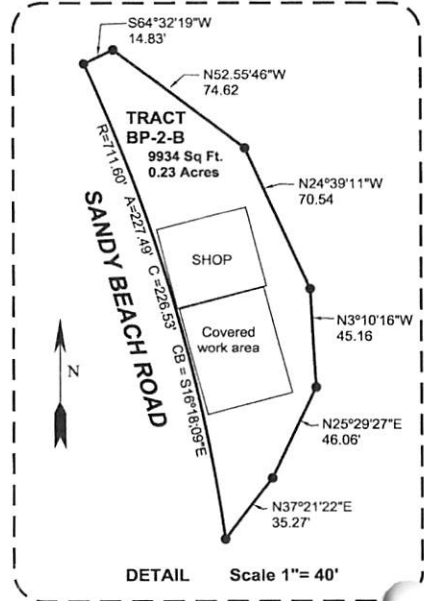 S64°32'19"W
14.83'
N52.55'46"W
74.62
TRACT
BP-2-B
9934 Sq Ft.
0.23 Acres
N24°39'11"W
70.54
R=711.60' A=227.49' C =226.53' CB = S16°18;09"E
SANDY BEACH ROAD
SHOP
N3°10'16"W
45.16
Covered
work area
N
N25°29'27"E
46.06'
N37°21'22"E
35.27'
DETAIL Scale 1"= 40'